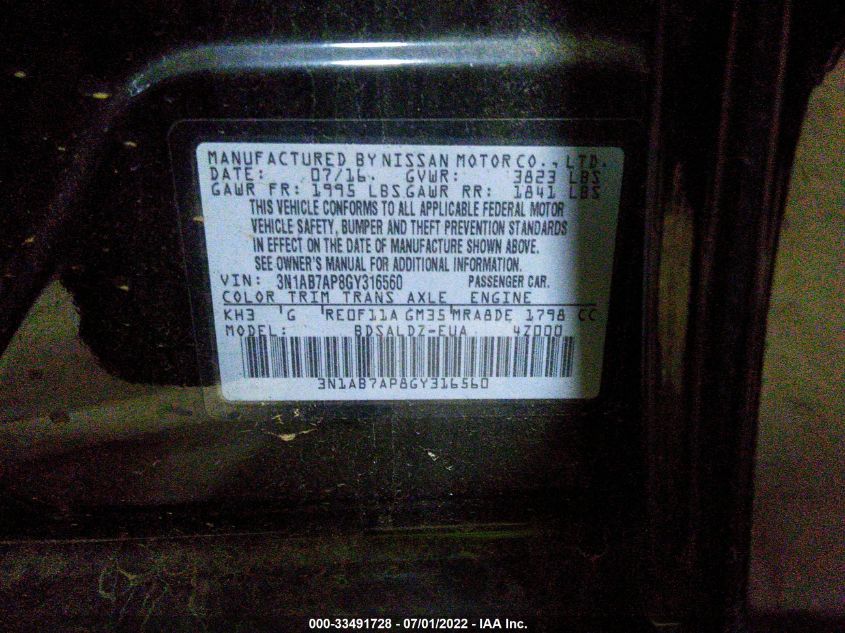 MANUFACTURED BY NISSAN MOTOR CO., LTD.
DATE: 07/16. GVWR: 3823 LBS
GAWR FR: 1995 LBS GAWR RR: 1841 LBS
THIS VEHICLE CONFORMS TO ALL APPLICABLE FEDERAL MOTOR
VEHICLE SAFETY, BUMPER AND THEFT PREVENTION STANDARDS
IN EFFECT ON THE DATE OF MANUFACTURE SHOWN ABOVE.
SEE OWNER'S MANUAL FOR ADDITIONAL INFORMATION.
VIN: 3N1AB7AP8GY316560 PASSENGER CAR.
COLOR TRIM TRANS AXLE ENGINE
KH3 G RE0F11A GM35 MRA8DE 1798 CC
MODEL: BDSALDZ-EUA 4Z000
3N1AB7AP8GY316560
000-33491728 - 07/01/2022 - IAA Inc.